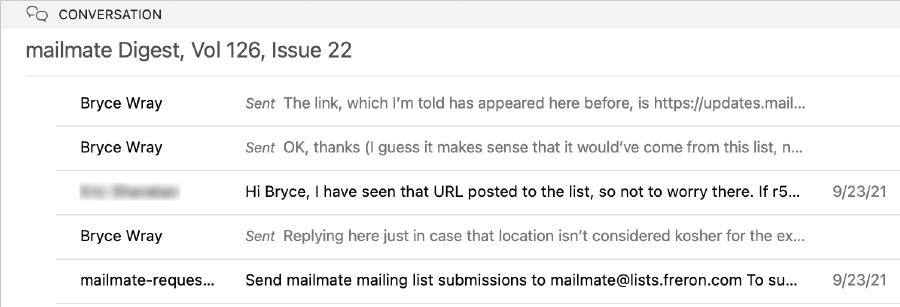 CONVERSATION
mailmate Digest, Vol 126, Issue 22
Bryce Wray Sent The link, which I'm told has appeared here before, is https://updates.mail...
Bryce Wray Sent OK, thanks (I guess it makes sense that it would've come from this list, n...
Hi Bryce, I have seen that URL posted to the list, so not to worry there. If r5... 9/23/21
Bryce Wray Sent Replying here just in case that location isn't considered kosher for the ex...
mailmate-reques... Send mailmate mailing list submissions to mailmate@lists.freron.com To su... 9/23/21